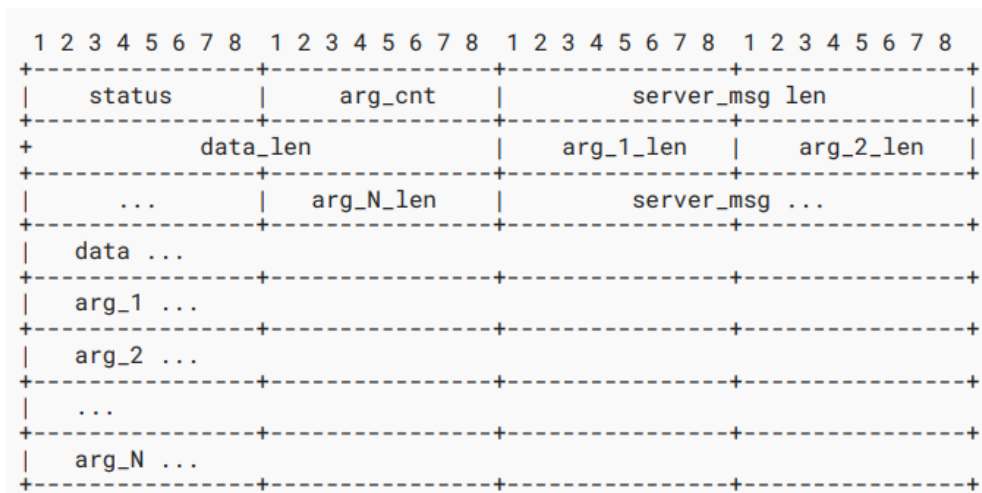 1 2 3 4 5 6 7 8  1 2 3 4 5 6 7 8  1 2 3 4 5 6 7 8  1 2 3 4 5 6 7 8
+----------------+----------------+----------------+----------------+
|    status      |    arg_cnt     |         server_msg len          |
+----------------+----------------+----------------+----------------+
+           data_len              |    arg_1_len   |    arg_2_len   |
+----------------+----------------+----------------+----------------+
|      ...       |   arg_N_len    |         server_msg ...
+----------------+----------------+----------------+----------------+
|   data ...
+----------------+----------------+----------------+----------------+
|   arg_1 ...
+----------------+----------------+----------------+----------------+
|   arg_2 ...
+----------------+----------------+----------------+----------------+
|   ...
+----------------+----------------+----------------+----------------+
|   arg_N ...
+----------------+----------------+----------------+----------------+